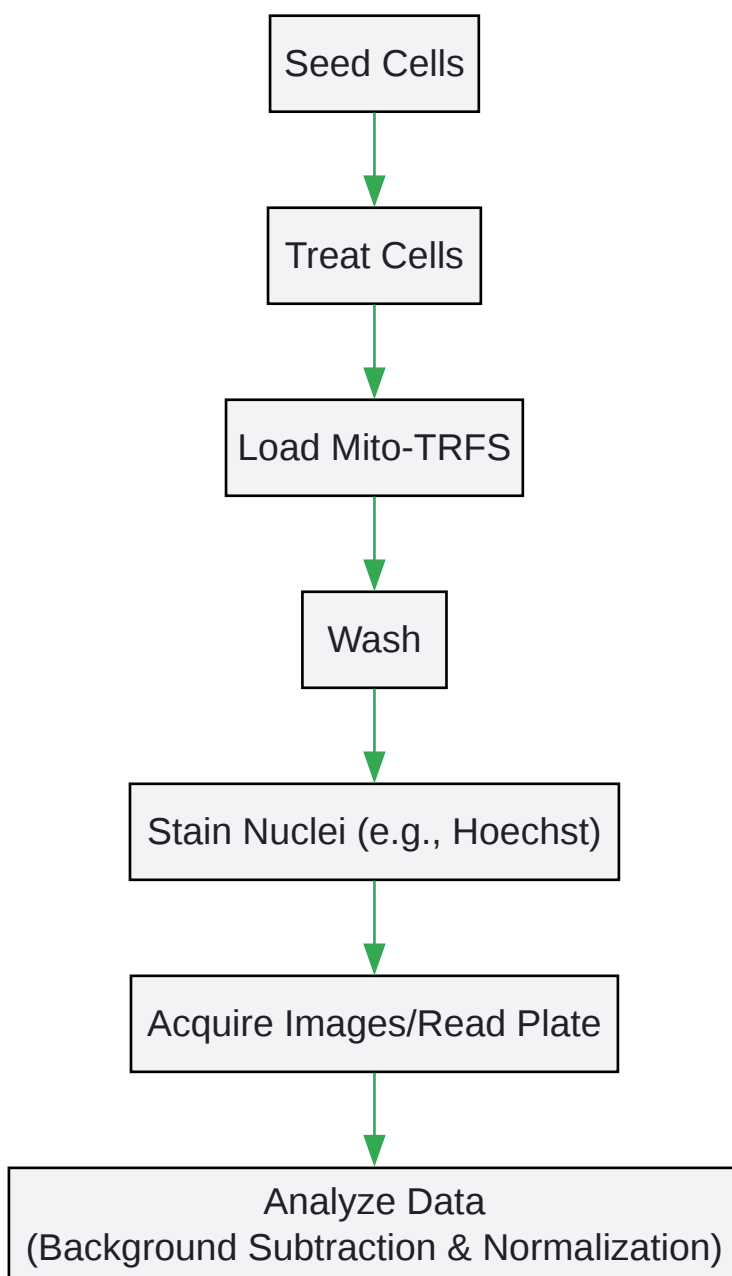 Seed Cells
Treat Cells
Load Mito-TRFS
Wash
Stain Nuclei (e.g., Hoechst)
Acquire Images/Read Plate
Analyze Data
(Background Subtraction & Normalization)